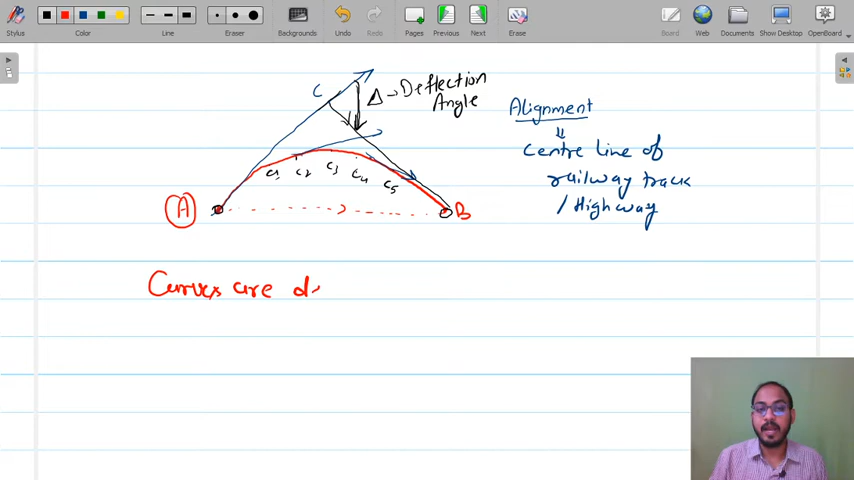 Stylus
Color
Line
Eraser
Backgrounds
Undo
Redo
Pages
Previous
Next
Erase
Board
Web
Documents
Show Desktop
OpenBoard
C
Δ → Deflection
Angle
Alignment
⇓
Centre line of
railway track
/ Highway
C1 C2 C3 C4 C5
A
B
Curves are d